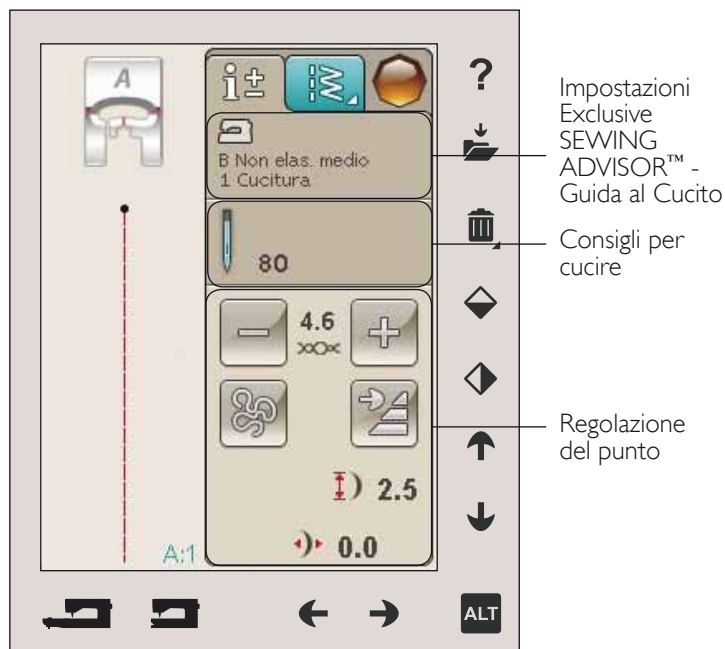 A
B Non elas. medio
1 Cucitura
80
4.6
2.5
0.0
A:1
?
ALT
Impostazioni
Exclusive
SEWING
ADVISOR™ -
Guida al Cucito
Consigli per
cucire
Regolazione
del punto